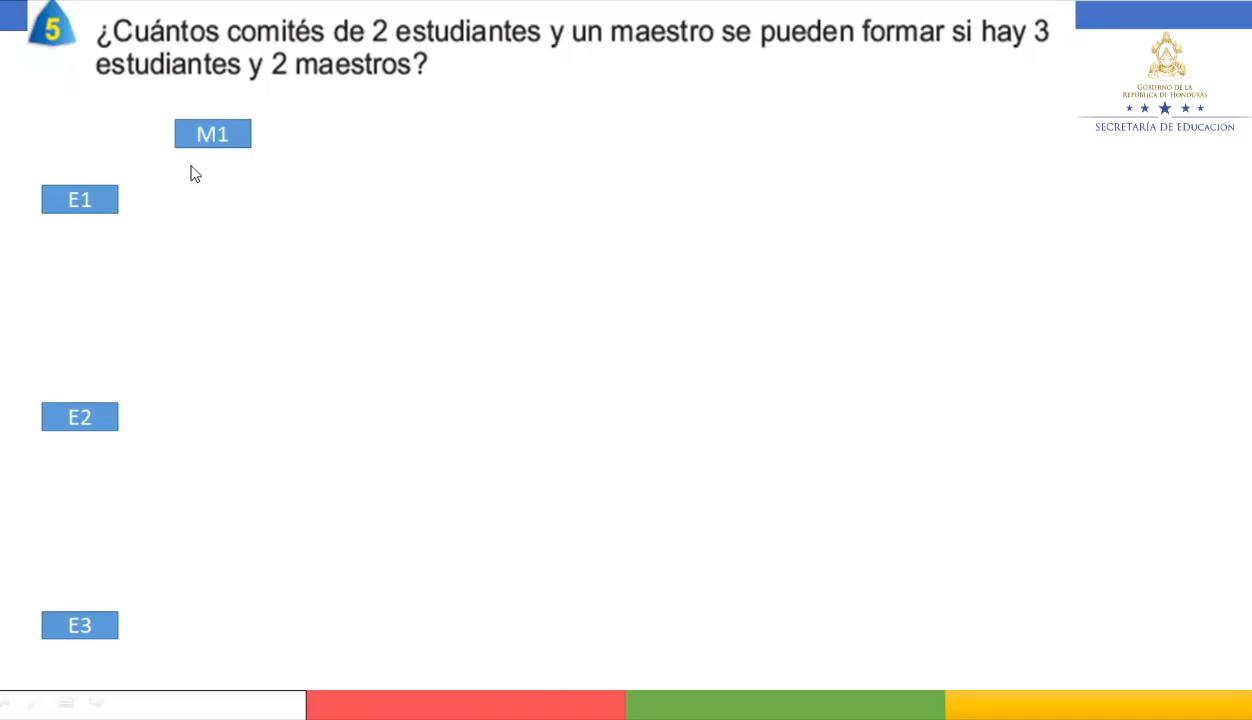 5
¿Cuántos comités de 2 estudiantes y un maestro se pueden formar si hay 3
estudiantes y 2 maestros?
GOBIERNO DE LA
REPÚBLICA DE HONDURAS
SECRETARÍA DE EDUCACIÓN
M1
E1
E2
E3